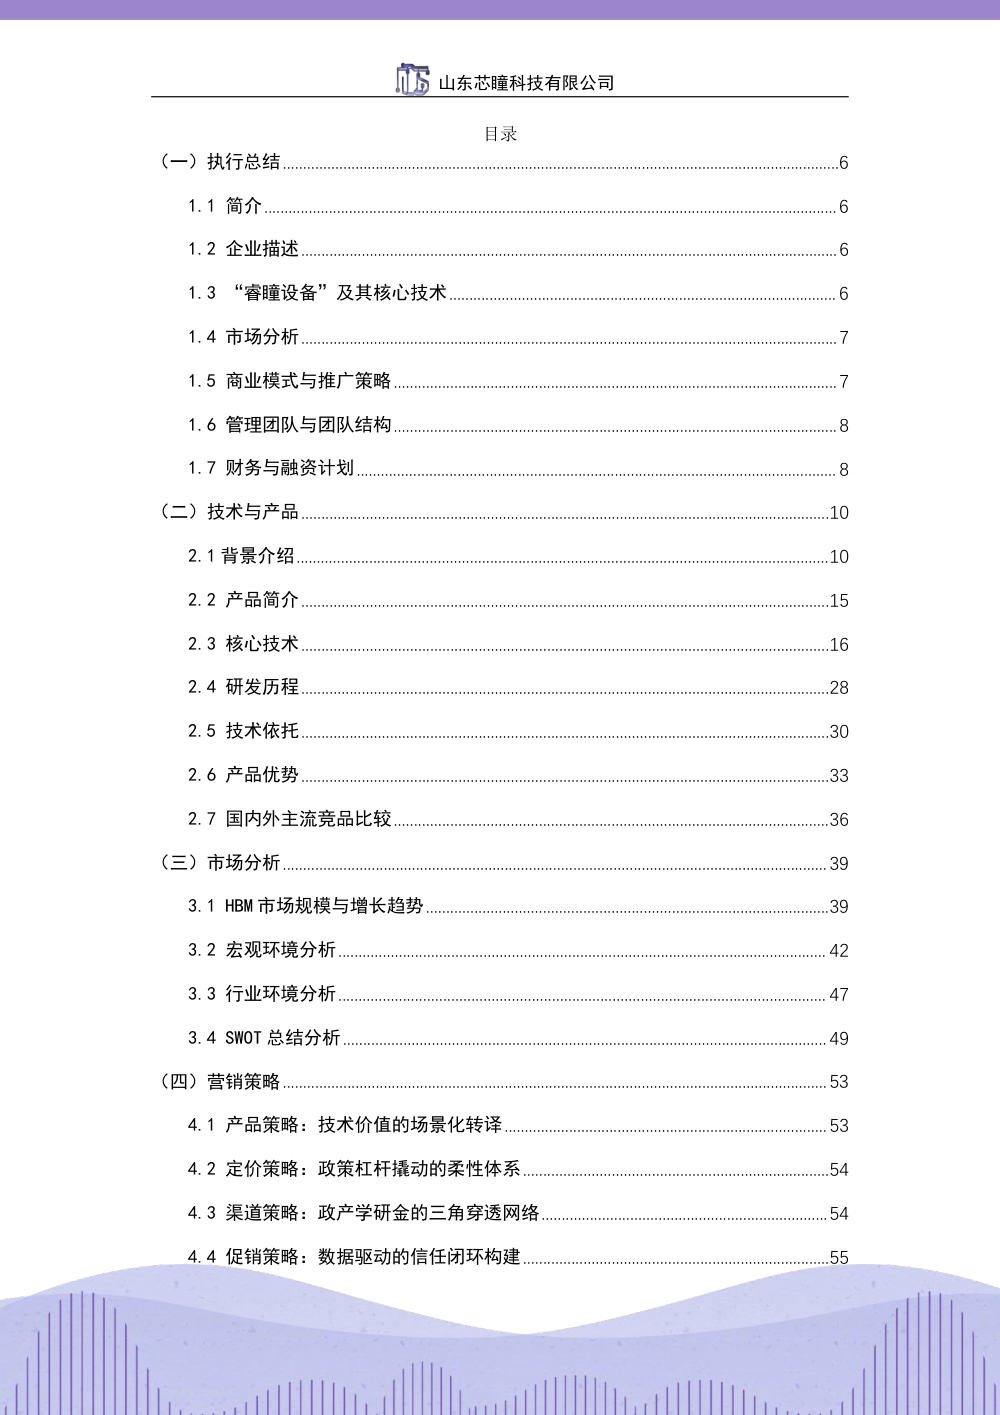 山东芯瞳科技有限公司
目录
（一）执行总结 6
1.1 简介 6
1.2 企业描述 6
1.3 “睿瞳设备”及其核心技术 6
1.4 市场分析 7
1.5 商业模式与推广策略 7
1.6 管理团队与团队结构 8
1.7 财务与融资计划 8
（二）技术与产品 10
2.1背景介绍 10
2.2 产品简介 15
2.3 核心技术 16
2.4 研发历程 28
2.5 技术依托 30
2.6 产品优势 33
2.7 国内外主流竞品比较 36
（三）市场分析 39
3.1 HBM市场规模与增长趋势 39
3.2 宏观环境分析 42
3.3 行业环境分析 47
3.4 SWOT总结分析 49
（四）营销策略 53
4.1 产品策略：技术价值的场景化转译 53
4.2 定价策略：政策杠杆撬动的柔性体系 54
4.3 渠道策略：政产学研金的三角穿透网络 54
4.4 促销策略：数据驱动的信任闭环构建 55